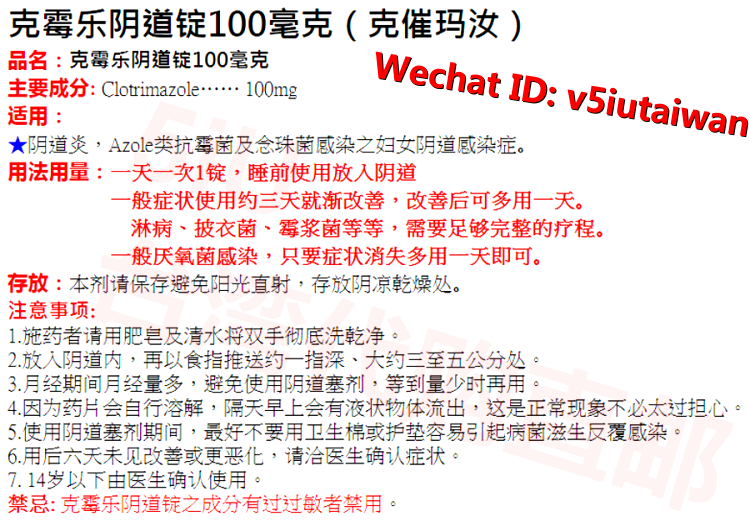 克霉乐阴道锭100毫克（克催玛汝）
品名：克霉乐阴道锭100毫克
Wechat ID: v5iutaiwan
主要成分: Clotrimazole…… 100mg
适用：
★阴道炎，Azole类抗霉菌及念珠菌感染之妇女阴道感染症。
用法用量：一天一次1锭，睡前使用放入阴道
一般症状使用约三天就渐改善，改善后可多用一天。
淋病、披衣菌、霉浆菌等等，需要足够完整的疗程。
一般厌氧菌感染，只要症状消失多用一天即可。
存放：本剂请保存避免阳光直射，存放阴凉乾燥处。
注意事项:
1.施药者请用肥皂及清水将双手彻底洗乾净。
2.放入阴道内，再以食指推送约一指深、大约三至五公分处。
3.月经期间月经量多，避免使用阴道塞剂，等到量少时再用。
4.因为药片会自行溶解，隔天早上会有液状物体流出，这是正常现象不必太过担心。
5.使用阴道塞剂期间，最好不要用卫生棉或护垫容易引起病菌滋生反覆感染。
6.用后六天未见改善或更恶化，请洽医生确认症状。
7.14岁以下由医生确认使用。
禁忌: 克霉乐阴道锭之成分有过过敏者禁用。